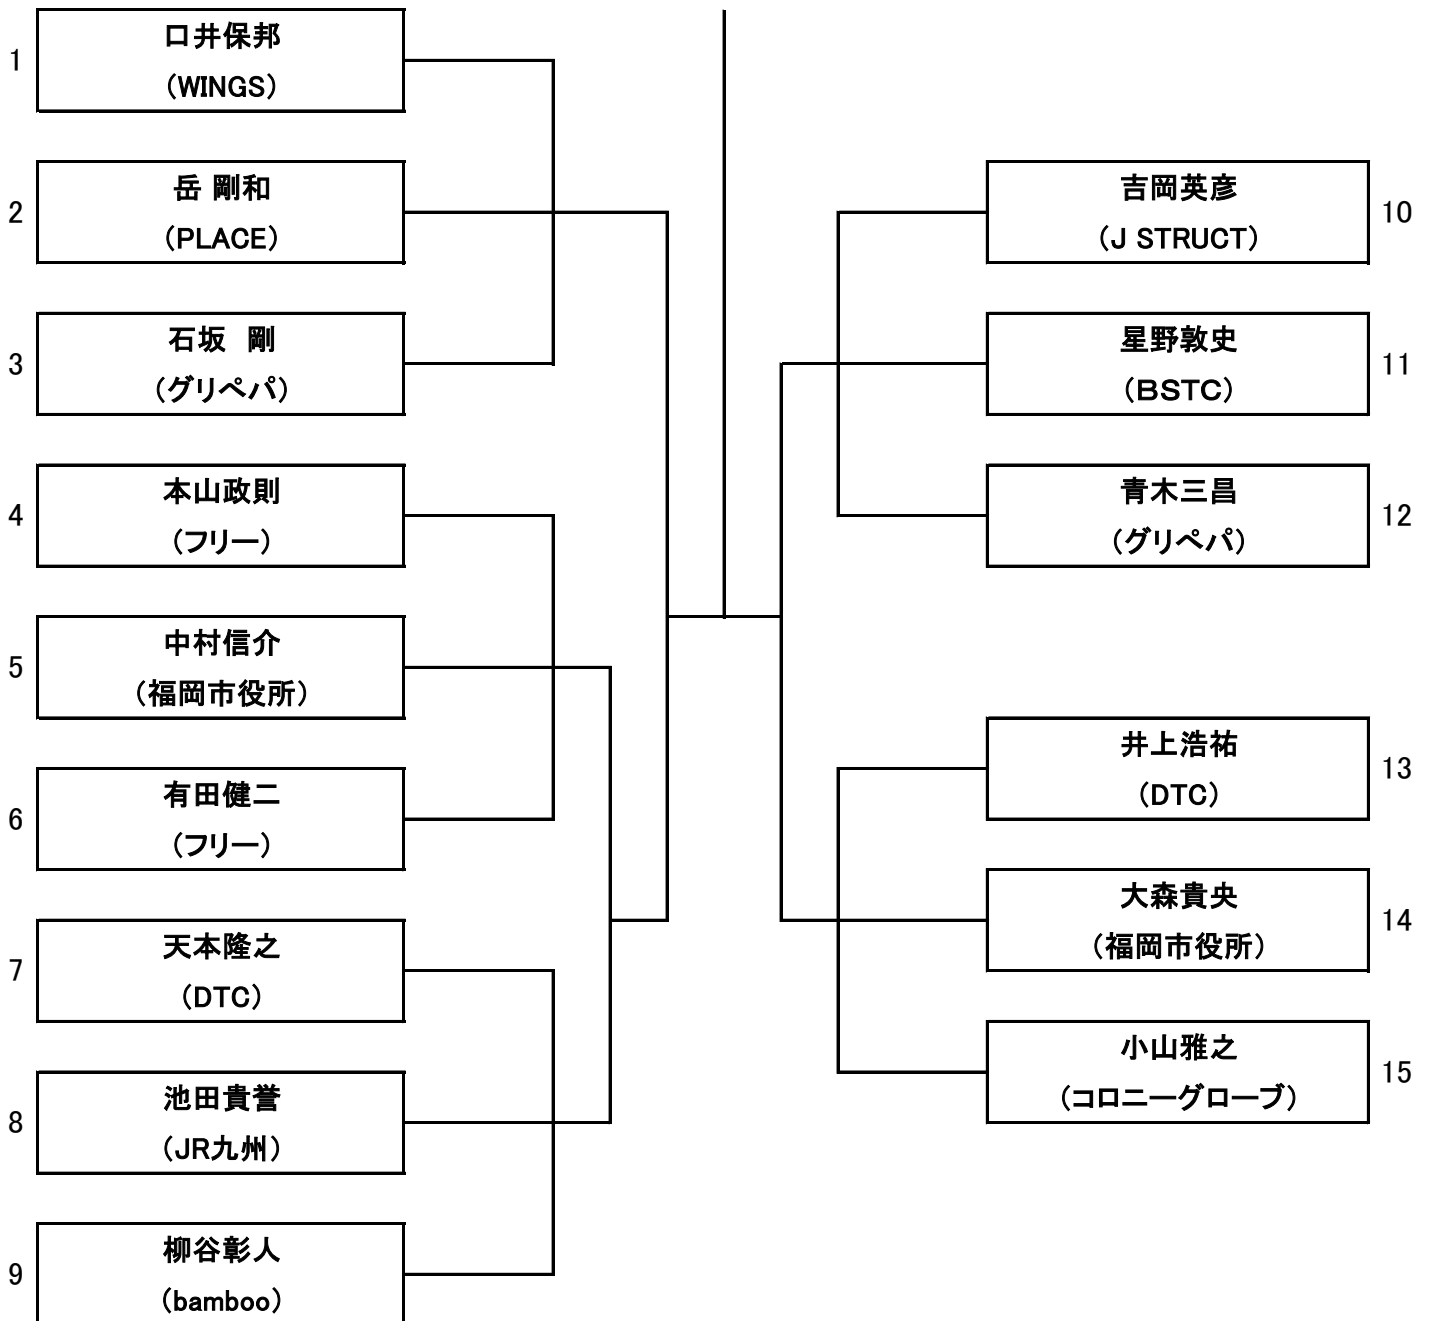 1
口井保邦
(WINGS)
2
岳 剛和
(PLACE)
3
石坂　剛
(グリペパ)
4
本山政則
(フリー)
5
中村信介
(福岡市役所)
6
有田健二
(フリー)
7
天本隆之
(DTC)
8
池田貴誉
(JR九州)
9
柳谷彰人
(bamboo)
吉岡英彦
(J STRUCT)
10
星野敦史
(BSTC)
11
青木三昌
(グリペパ)
12
井上浩祐
(DTC)
13
大森貴央
(福岡市役所)
14
小山雅之
(コロニーグローブ)
15